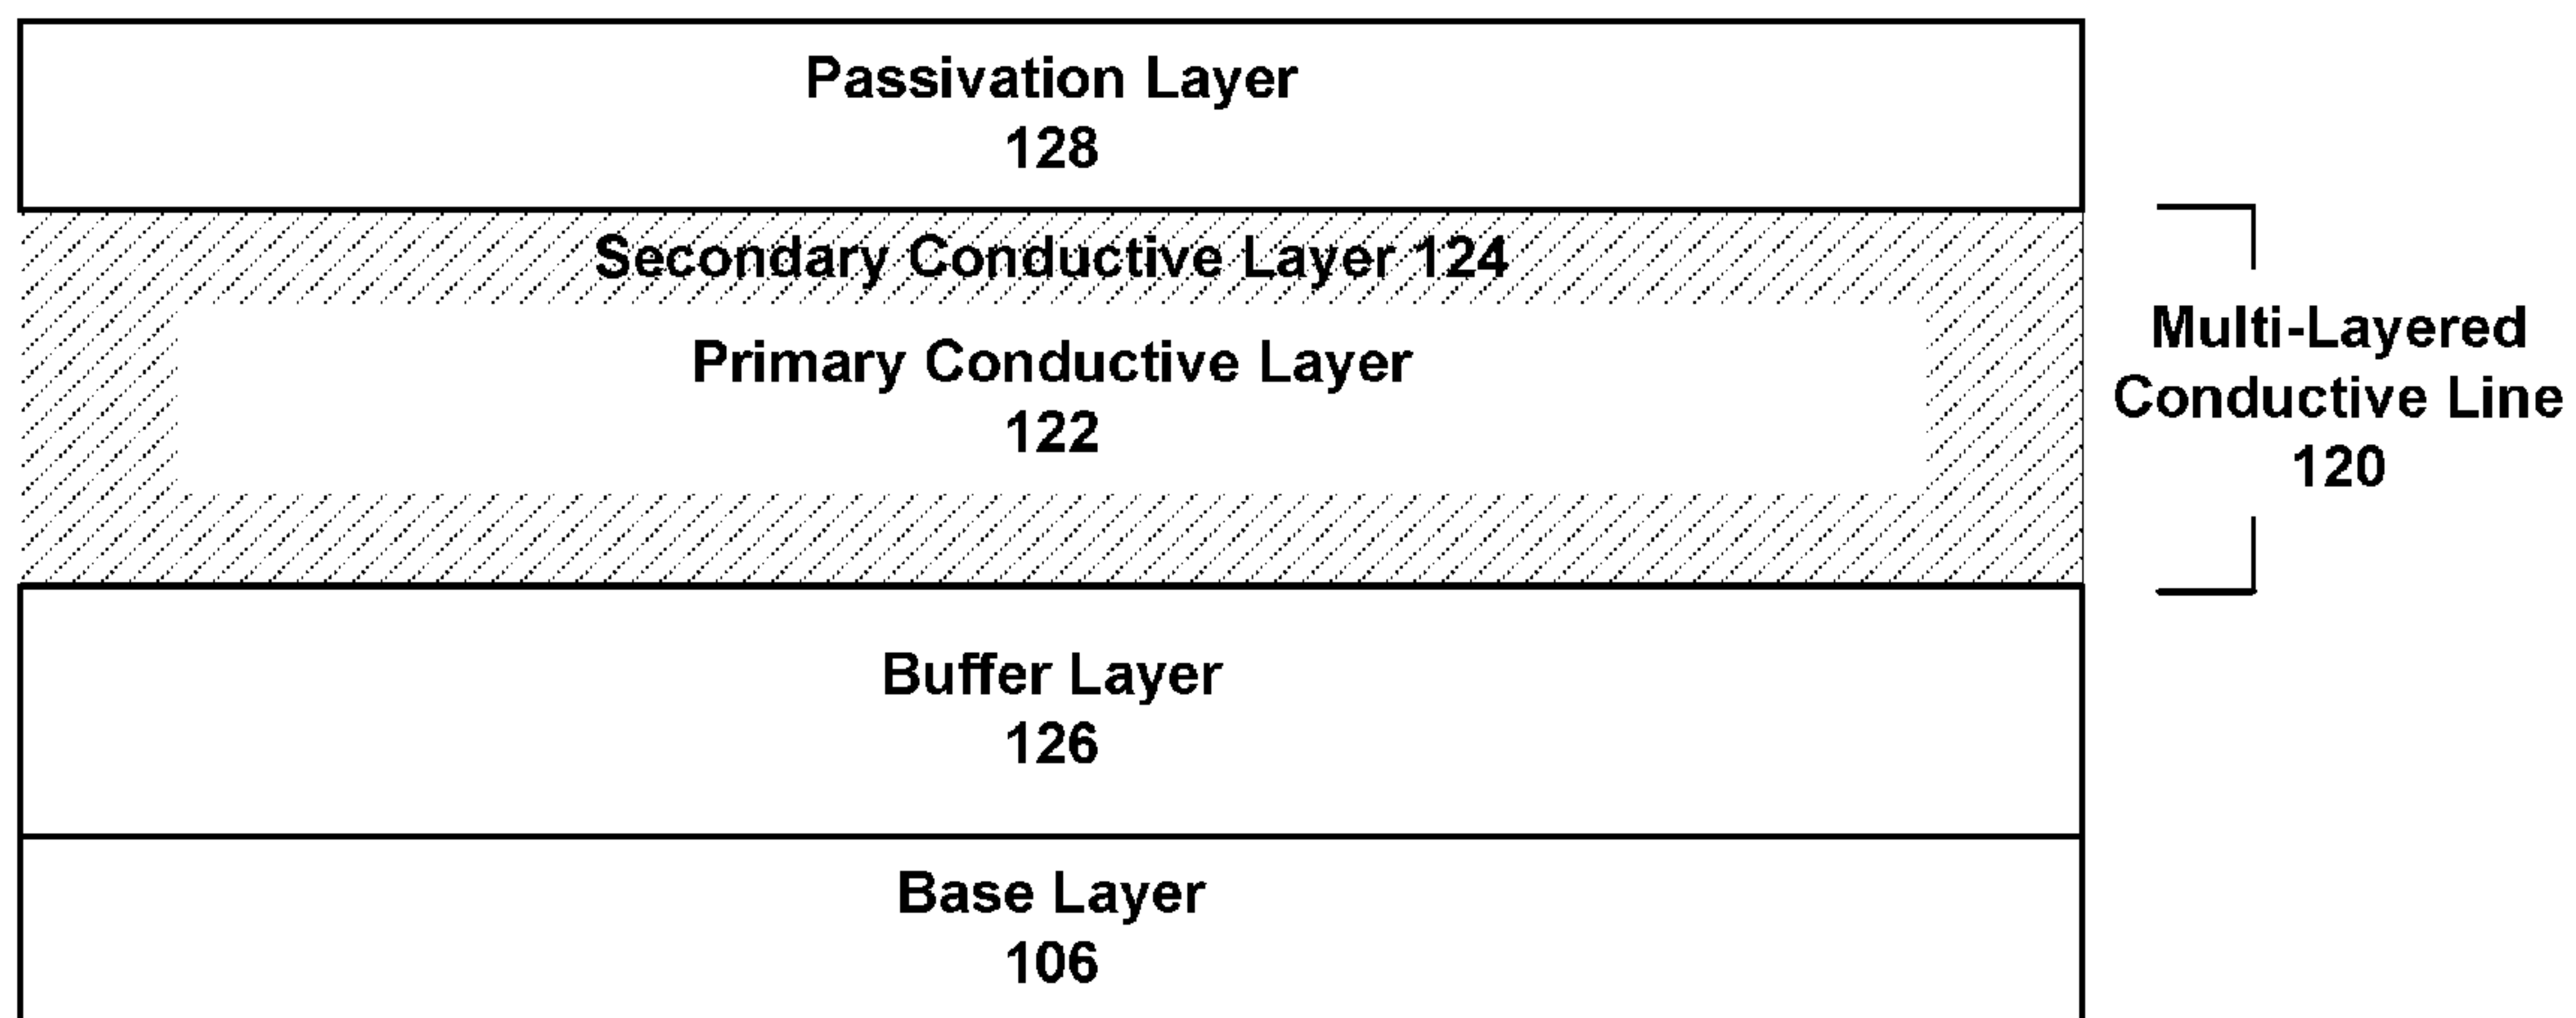 Passivation Layer
128
Secondary Conductive Layer 124
Primary Conductive Layer
122
Multi-Layered
Conductive Line
120
Buffer Layer
126
Base Layer
106